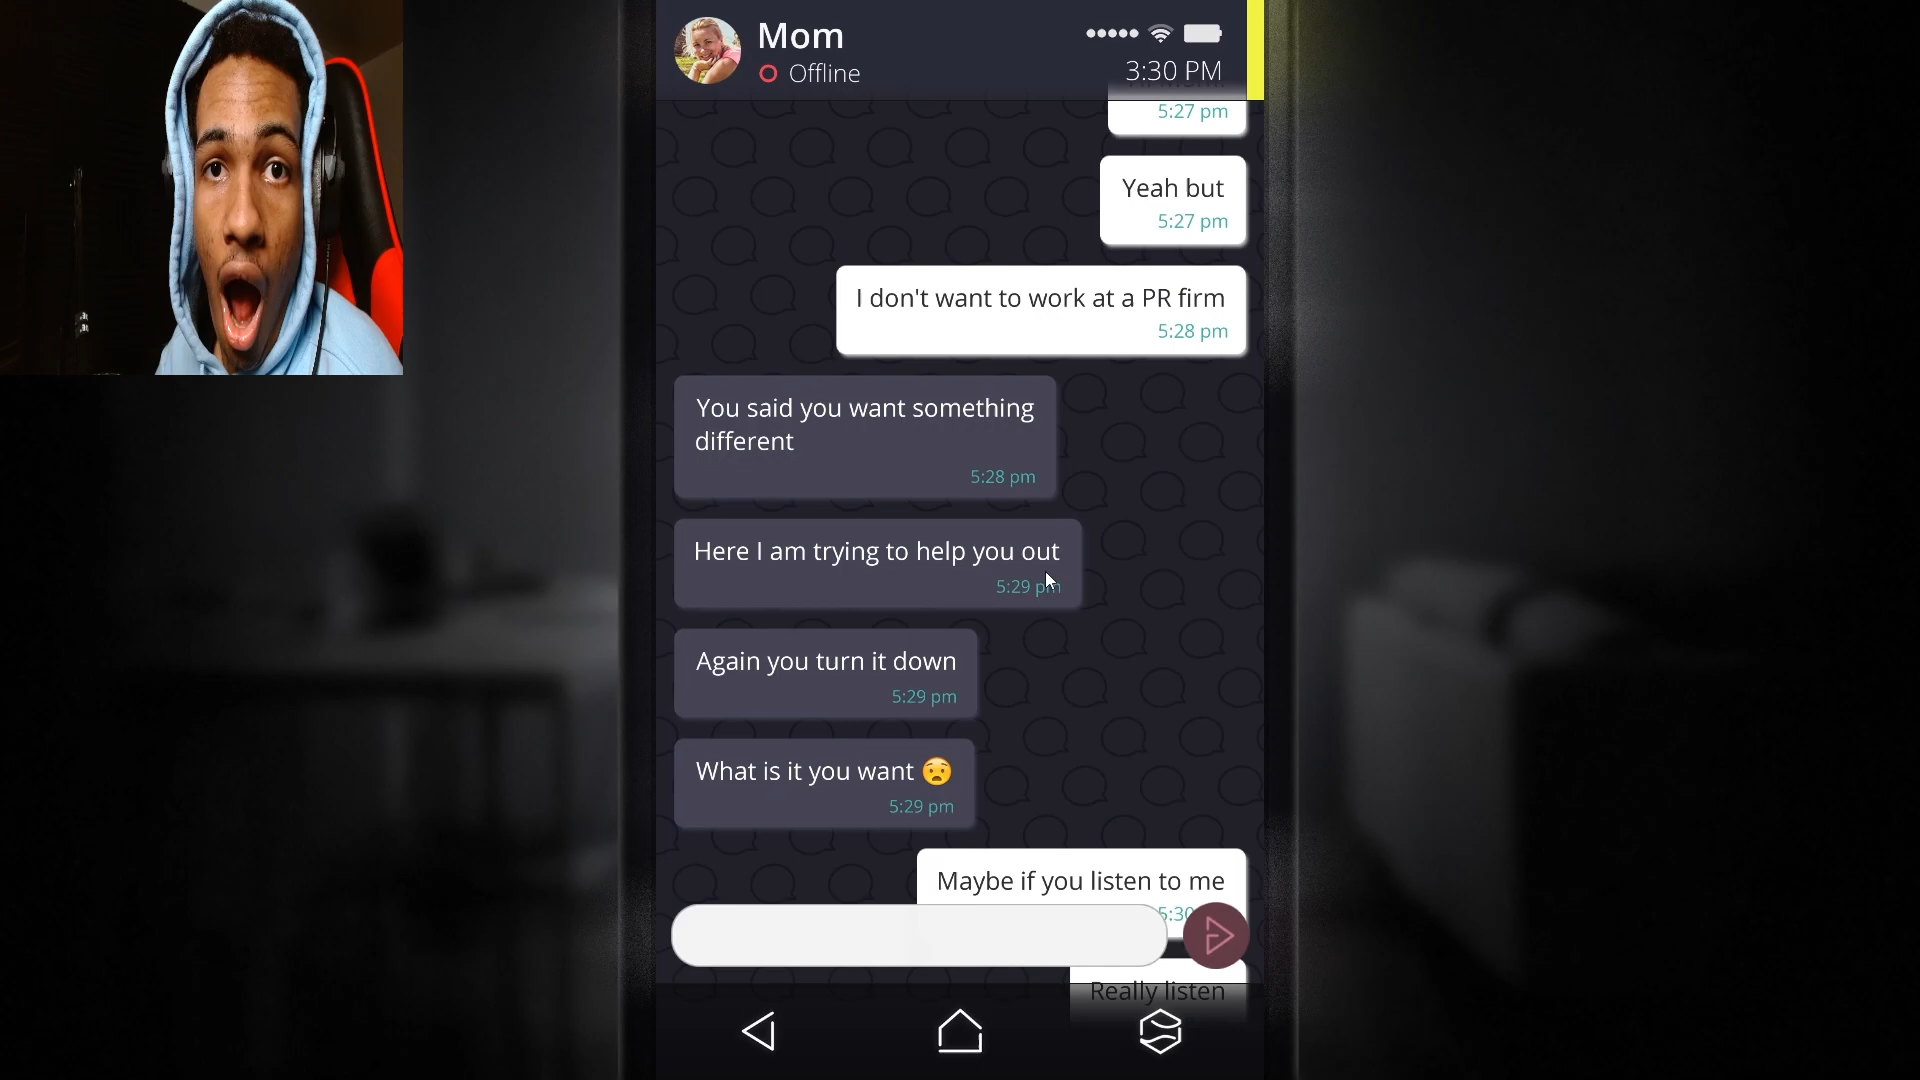 Mom
Offline
3:30 PM
5:27 pm
Yeah but
5:27 pm
I don't want to work at a PR firm
5:28 pm
You said you want something
different
5:28 pm
Here I am trying to help you out
5:29 pm
Again you turn it down
5:29 pm
What is it you want 😧
5:29 pm
Maybe if you listen to me
5:30
Really listen